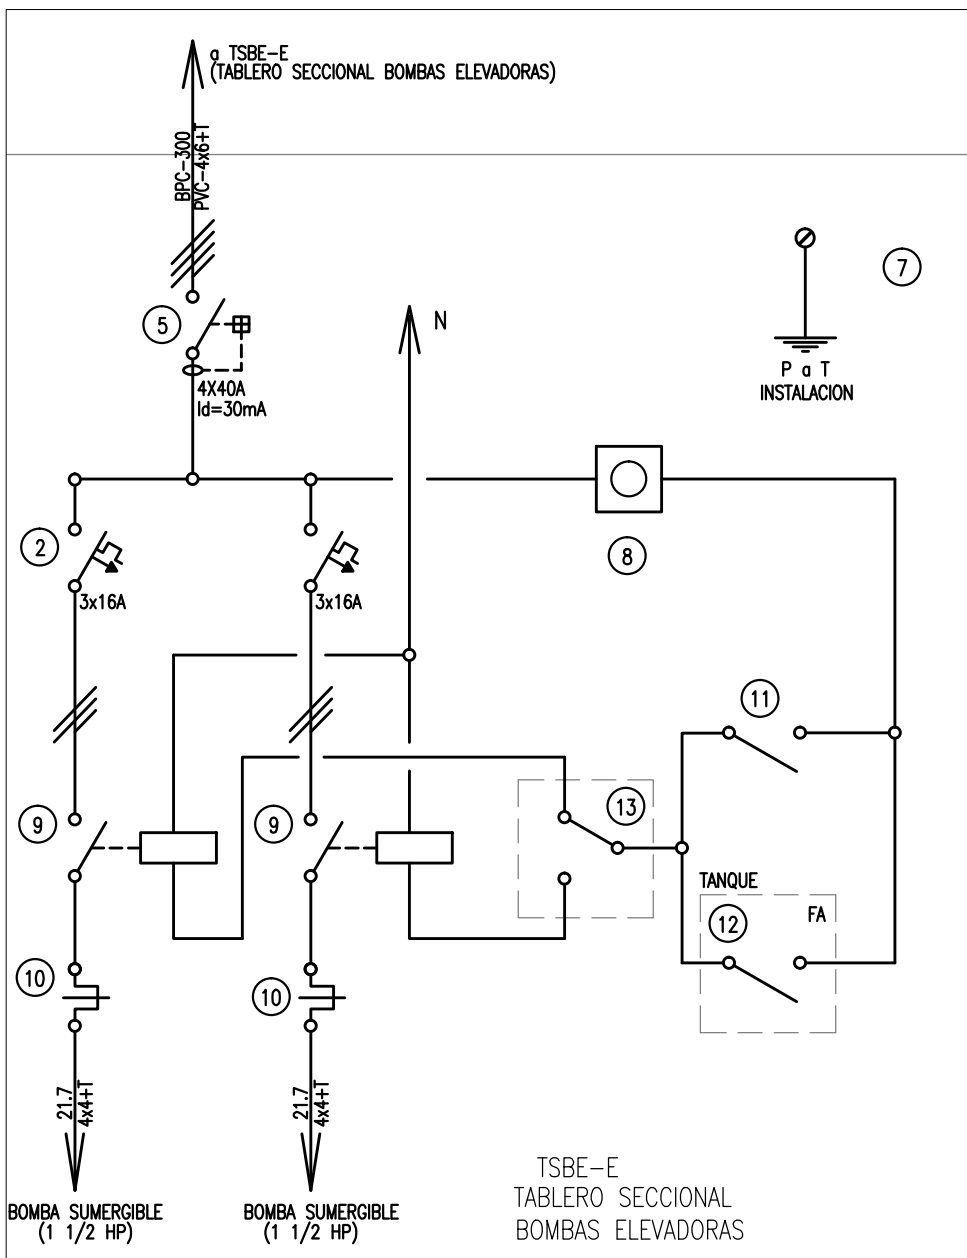 a TSBE-E
(TABLERO SECCIONAL BOMBAS ELEVADORAS)
BPC-300
PVC-4x6+T
7
5
N
4X40A
Id=30mA
P a T
INSTALACION
2
8
3x16A
3x16A
11
9
9
13
TANQUE
12
FA
10
10
21.7
4x4+T
21.7
4x4+T
BOMBA SUMERGIBLE
(1 1/2 HP)
BOMBA SUMERGIBLE
(1 1/2 HP)
TSBE-E
TABLERO SECCIONAL
BOMBAS ELEVADORAS